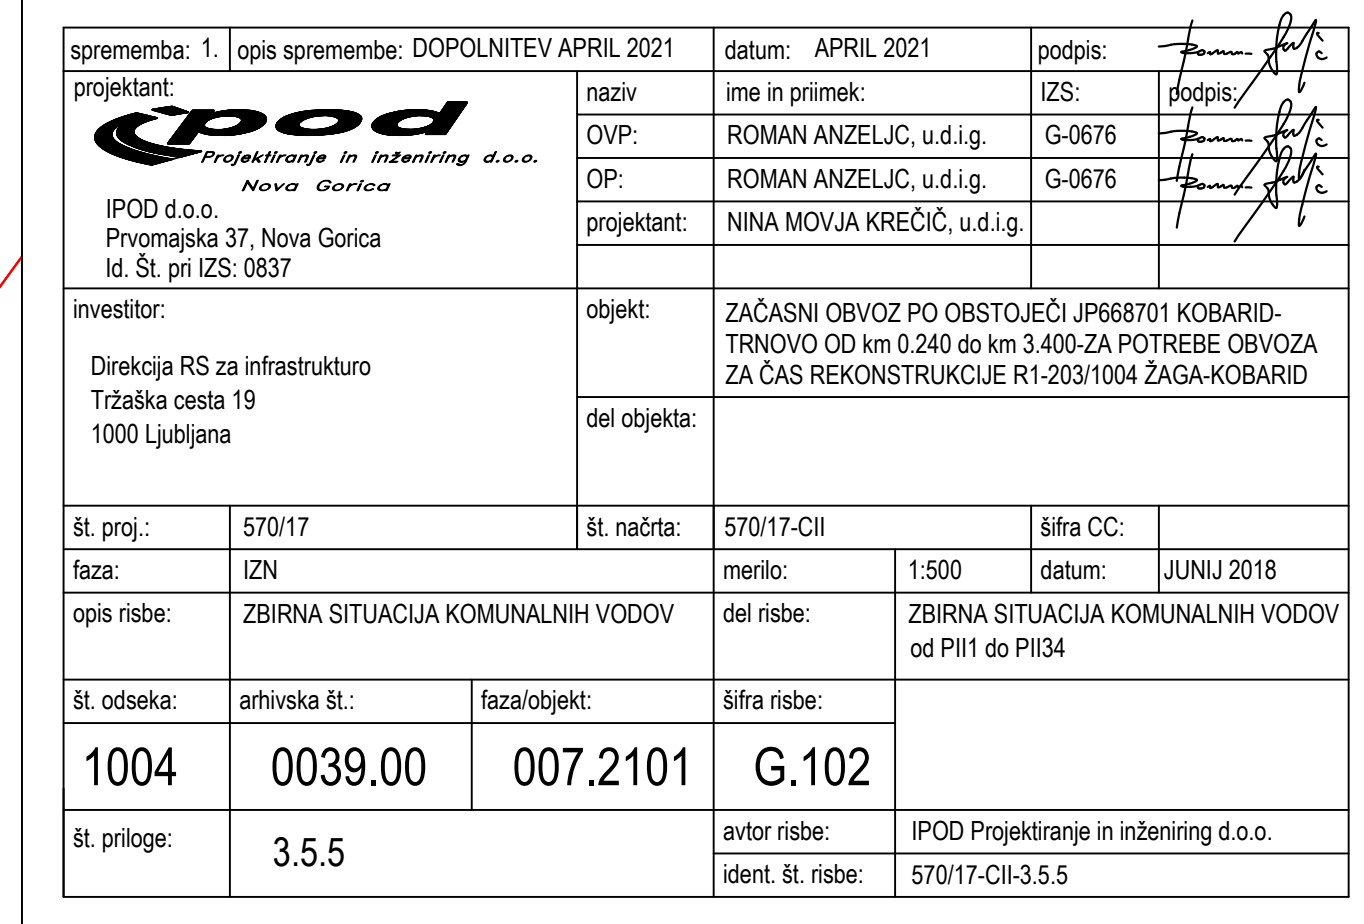 sprememba: 1. opis spremembe: DOPOLNITEV APRIL 2021 datum: APRIL 2021 podpis:
projektant:
ipod
Projektiranje in inženiring d.o.o.
Nova Gorica
IPOD d.o.o.
Prvomajska 37, Nova Gorica
Id. Št. pri IZS: 0837
naziv ime in priimek: IZS: podpis:
OVP: ROMAN ANZELJC, u.d.i.g. G-0676
OP: ROMAN ANZELJC, u.d.i.g. G-0676
projektant: NINA MOVJA KREČIČ, u.d.i.g.
investitor:
Direkcija RS za infrastrukturo
Tržaška cesta 19
1000 Ljubljana
objekt: ZAČASNI OBVOZ PO OBSTOJEČI JP668701 KOBARID-
TRNOVO OD km 0.240 do km 3.400-ZA POTREBE OBVOZA
ZA ČAS REKONSTRUKCIJE R1-203/1004 ŽAGA-KOBARID
del objekta:
št. proj.: 570/17 št. načrta: 570/17-CII šifra CC:
faza: IZN merilo: 1:500 datum: JUNIJ 2018
opis risbe: ZBIRNA SITUACIJA KOMUNALNIH VODOV del risbe: ZBIRNA SITUACIJA KOMUNALNIH VODOV
od PII1 do PII34
št. odseka: arhivska št.: faza/objekt: šifra risbe:
1004 0039.00 007.2101 G.102
št. priloge: 3.5.5
avtor risbe: IPOD Projektiranje in inženiring d.o.o.
ident. št. risbe: 570/17-CII-3.5.5